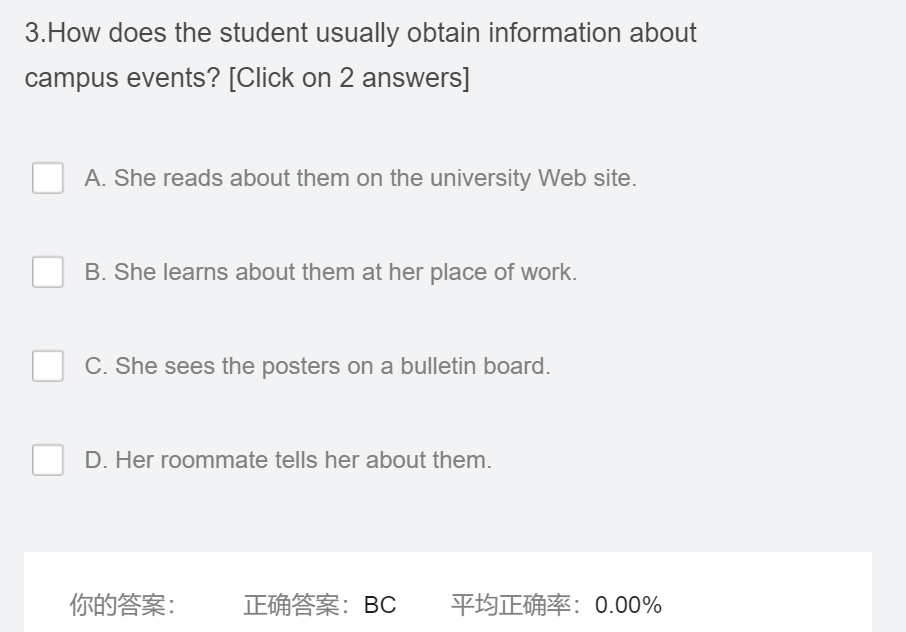 3.How does the student usually obtain information about
campus events? [Click on 2 answers]
A. She reads about them on the university Web site.
B. She learns about them at her place of work.
C. She sees the posters on a bulletin board.
D. Her roommate tells her about them.
你的答案： 正确答案：BC 平均正确率：0.00%